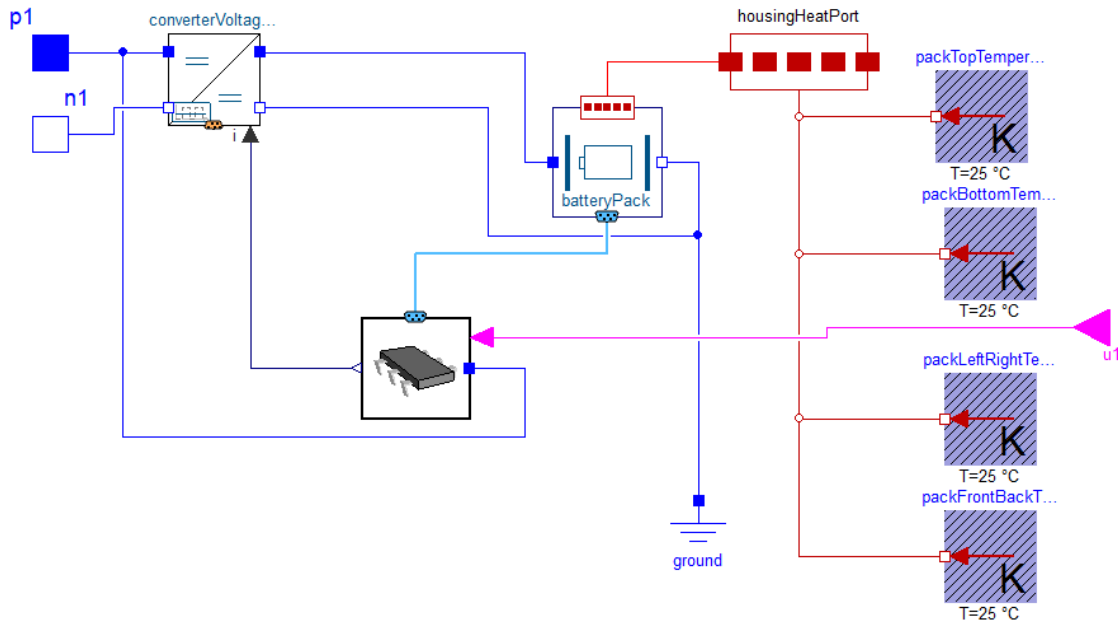 p1
converterVoltag...
housingHeatPort
packTopTemper...
n1
i
K
T=25 °C
batteryPack
packBottomTem...
K
T=25 °C
u1
packLeftRightTe...
K
T=25 °C
packFrontBackT...
K
T=25 °C
ground